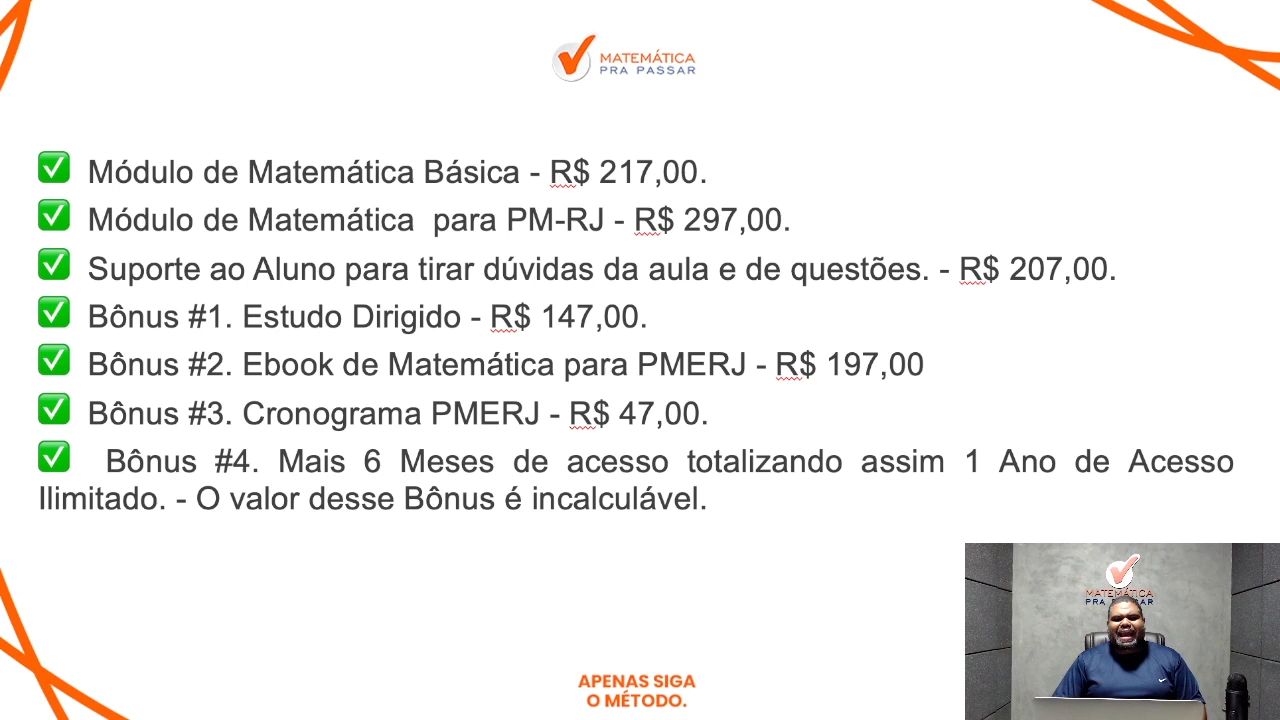 MATEMÁTICA
PRA PASSAR
Módulo de Matemática Básica - R$ 217,00.
Módulo de Matemática  para PM-RJ - R$ 297,00.
Suporte ao Aluno para tirar dúvidas da aula e de questões. - R$ 207,00.
Bônus #1. Estudo Dirigido - R$ 147,00.
Bônus #2. Ebook de Matemática para PMERJ - R$ 197,00
Bônus #3. Cronograma PMERJ - R$ 47,00.
Bônus #4. Mais 6 Meses de acesso totalizando assim 1 Ano de Acesso
Ilimitado. - O valor desse Bônus é incalculável.
MATEMÁTICA
PRA PASSAR
APENAS SIGA
O MÉTODO.